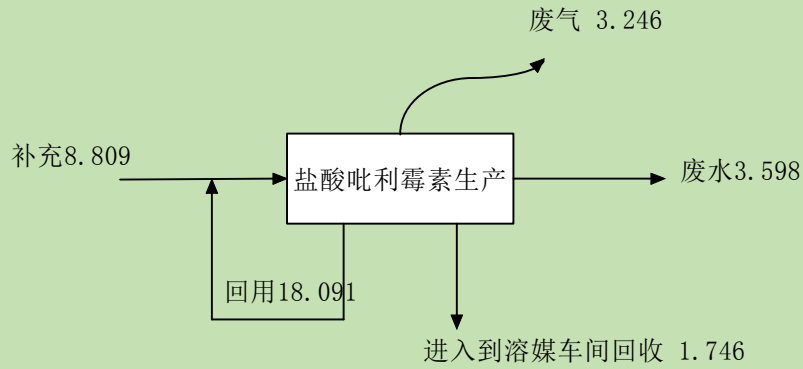 废气 3.246
补充8.809
盐酸吡利霉素生产
废水3.598
回用18.091
进入到溶媒车间回收 1.746